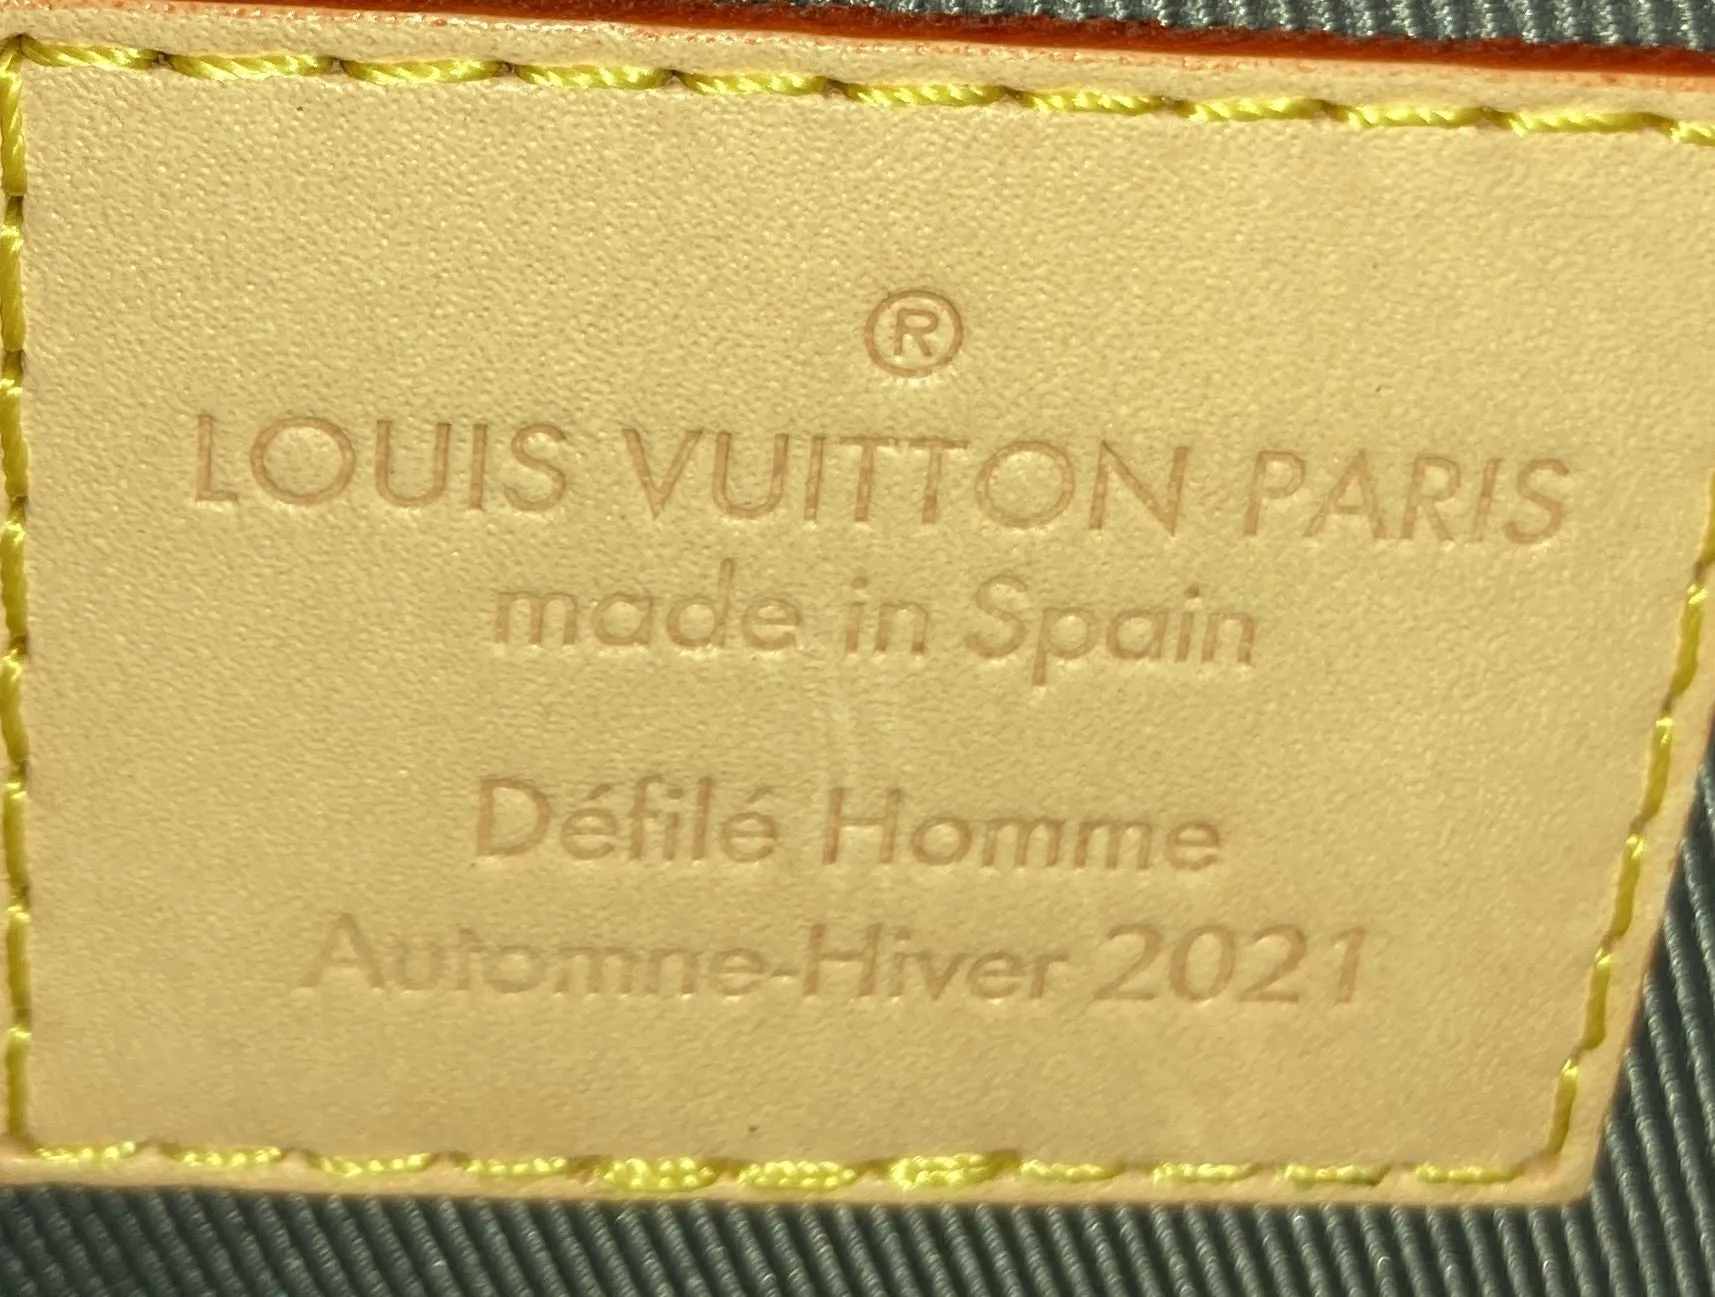 ®
LOUIS VUITTON PARIS
made in Spain
Défilé Homme
Automne-Hiver 2021